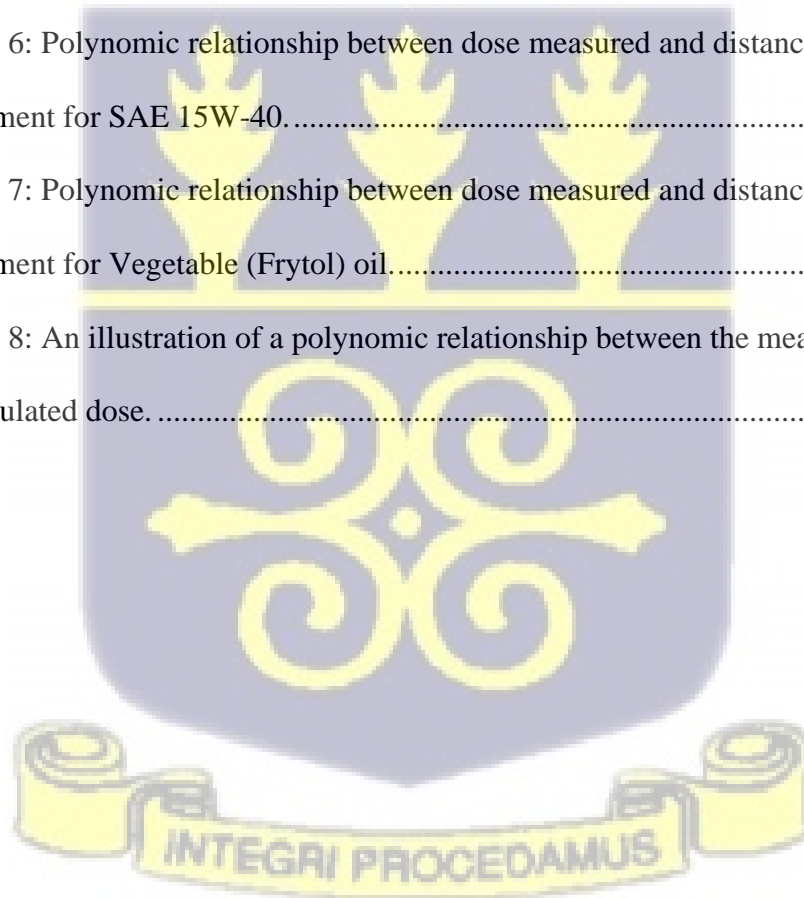 6: Polynomic relationship between dose measured and distanc
ment for SAE 15W-40.......................................................................
7: Polynomic relationship between dose measured and distanc
ment for Vegetable (Frytol) oil.......................................................
8: An illustration of a polynomic relationship between the mea
ulated dose. ....................................................................................
INTEGRI PROCEDAMUS